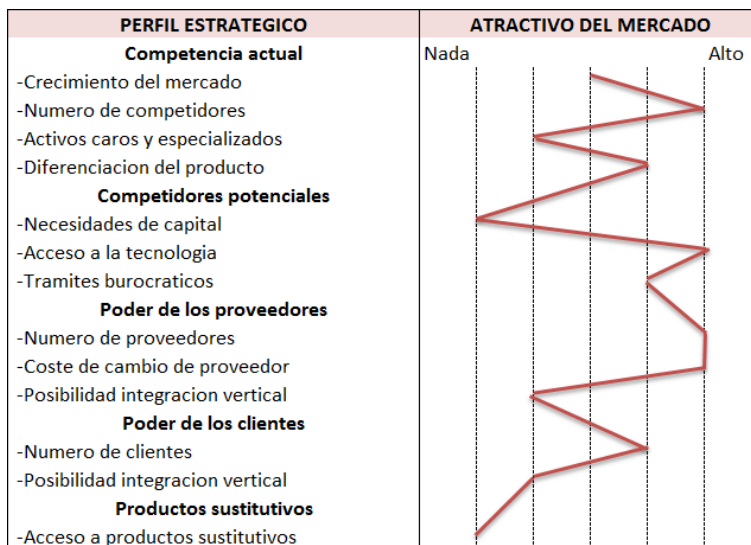 PERFIL ESTRATEGICO
ATRACTIVO DEL MERCADO
Competencia actual
Nada
Alto
-Crecimiento del mercado
-Numero de competidores
-Activos caros y especializados
-Diferenciacion del producto
Competidores potenciales
-Necesidades de capital
-Acceso a la tecnologia
-Tramites burocraticos
Poder de los proveedores
-Numero de proveedores
-Coste de cambio de proveedor
-Posibilidad integracion vertical
Poder de los clientes
-Numero de clientes
-Posibilidad integracion vertical
Productos sustitutivos
-Acceso a productos sustitutivos